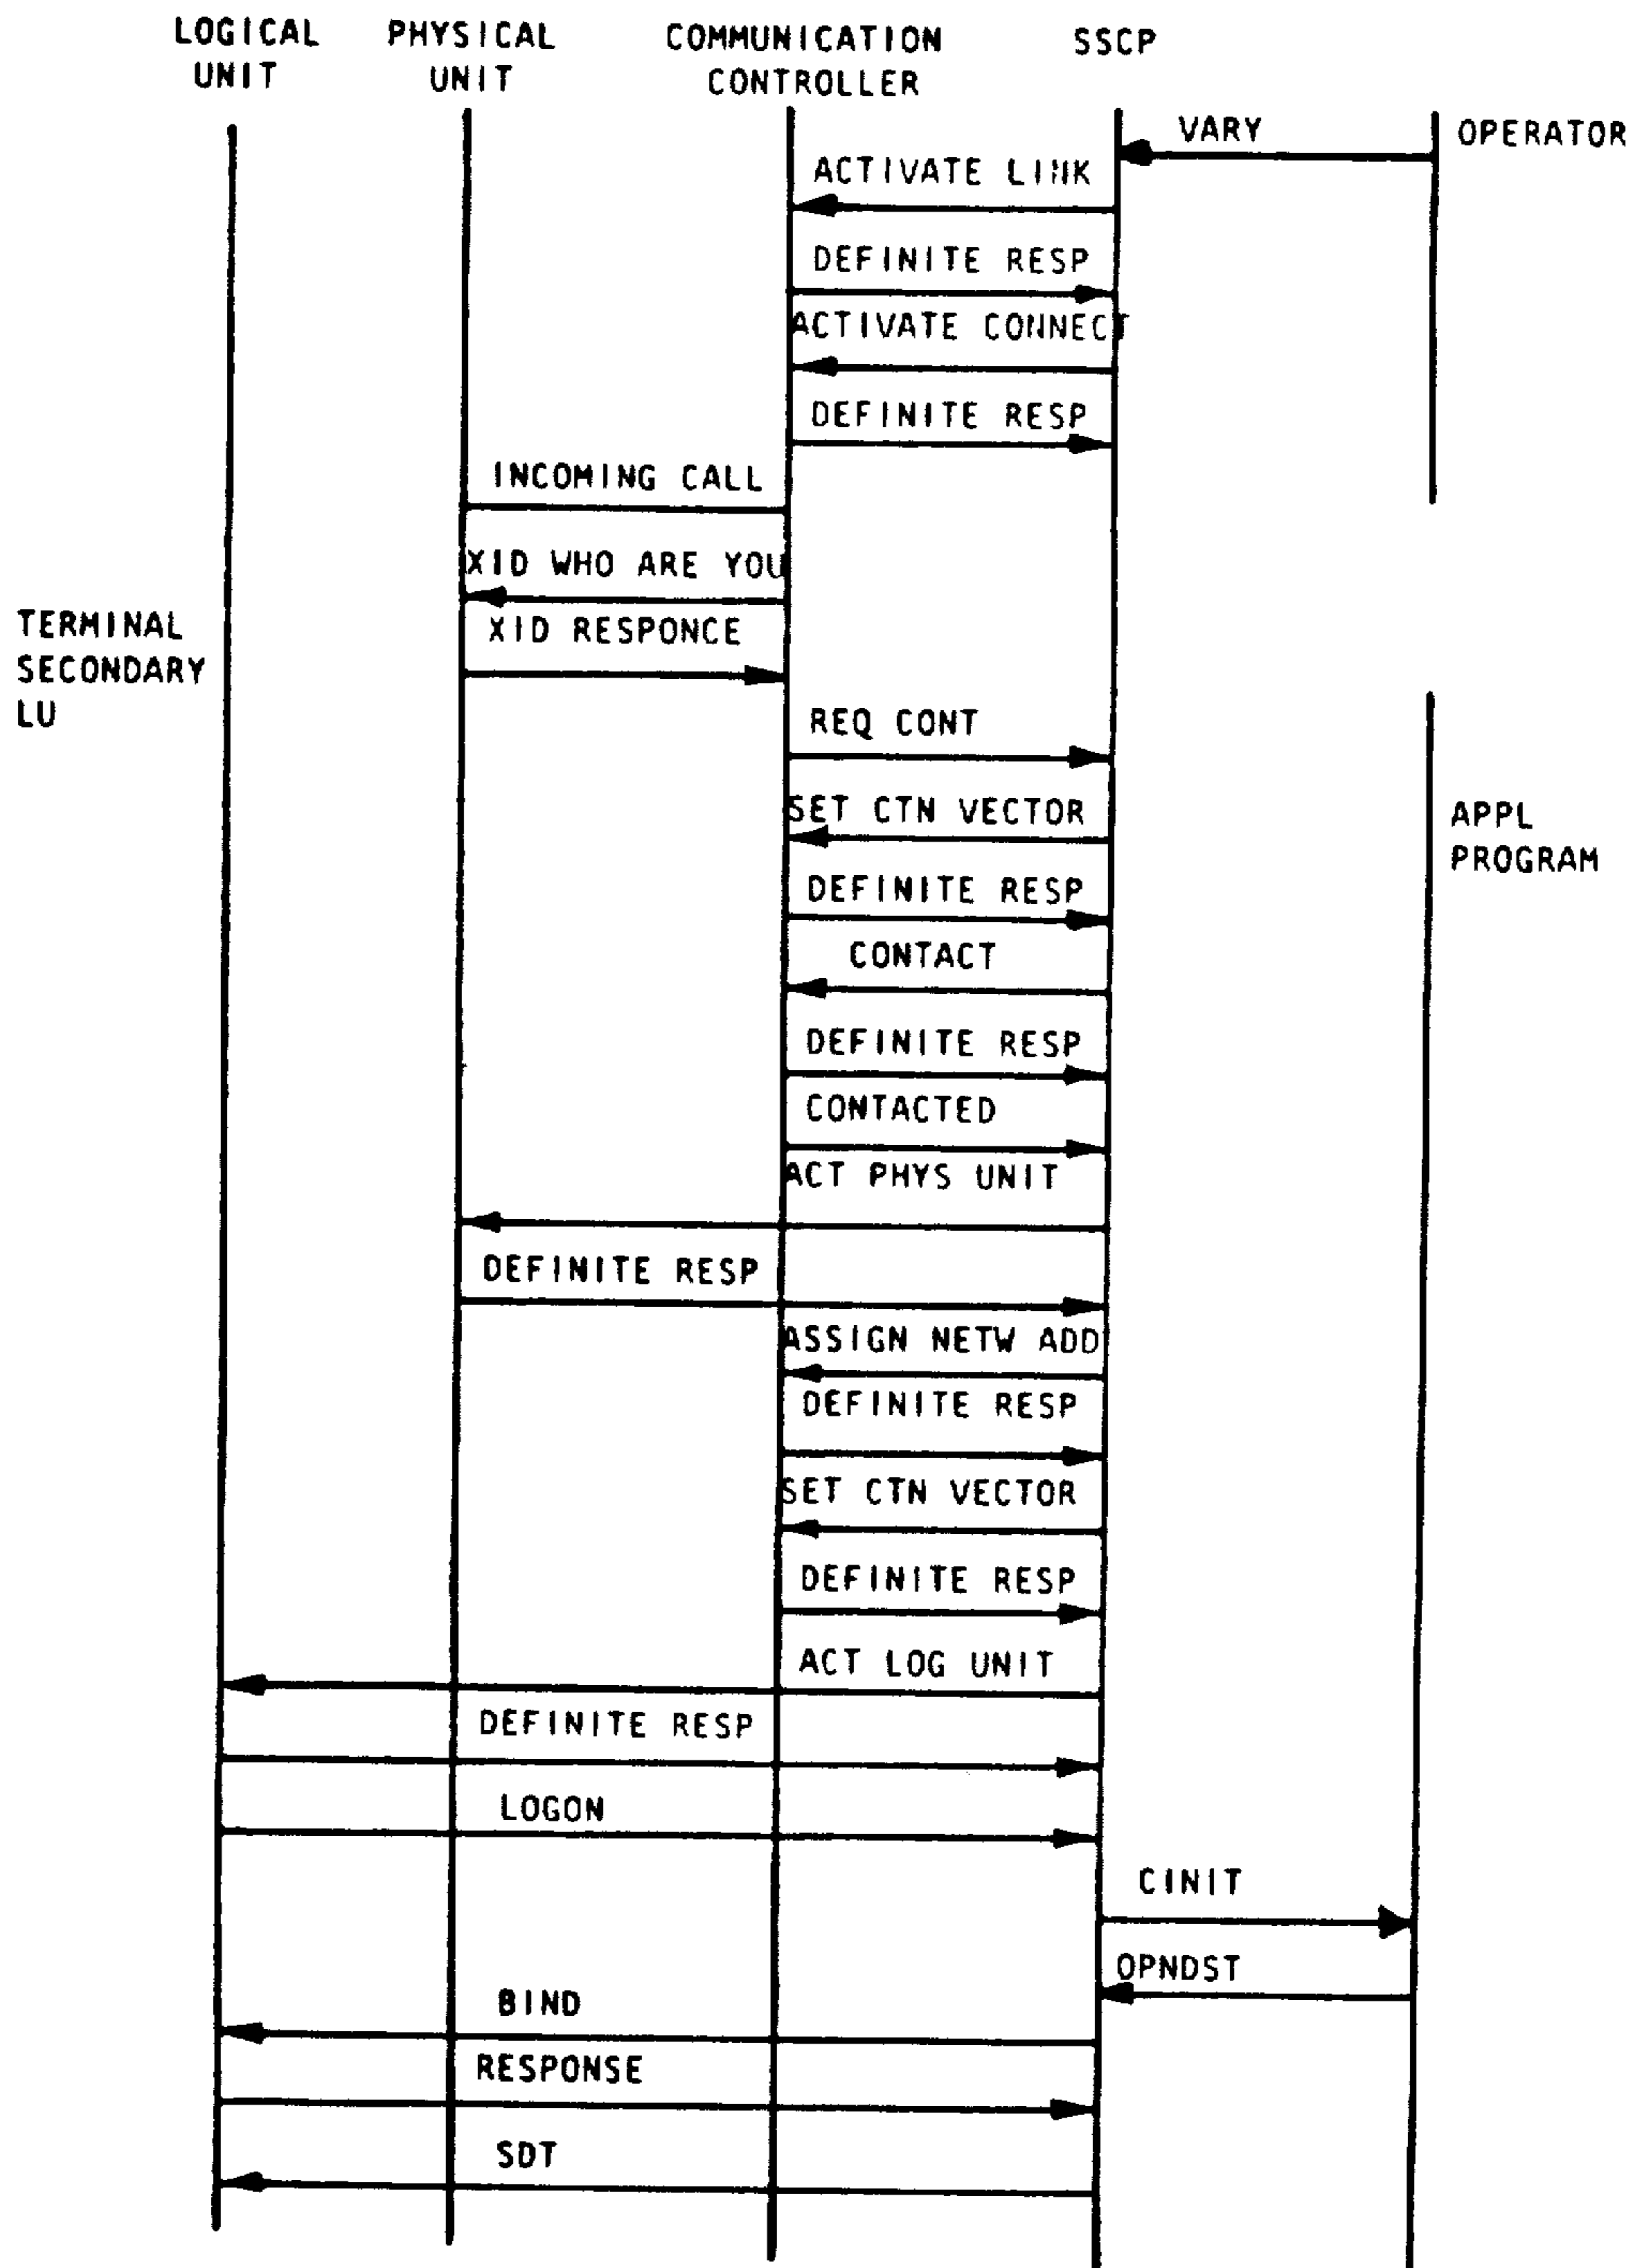 LOGICAL
UNIT
PHYSICAL
UNIT
COMMUNICATION
CONTROLLER
SSCP
VARY
OPERATOR
ACTIVATE LINK
DEFINITE RESP
ACTIVATE CONNECT
DEFINITE RESP
INCOMING CALL
XID WHO ARE YOU
XID RESPONCE
TERMINAL
SECONDARY
LU
REQ CONT
SET CTN VECTOR
APPL
PROGRAM
DEFINITE RESP
CONTACT
DEFINITE RESP
CONTACTED
ACT PHYS UNIT
DEFINITE RESP
ASSIGN NETW ADD
DEFINITE RESP
SET CTN VECTOR
DEFINITE RESP
ACT LOG UNIT
DEFINITE RESP
LOGON
CINIT
OPNDST
BIND
RESPONSE
SDT